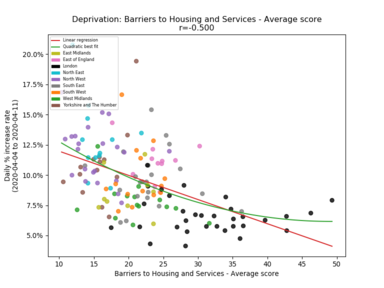 Deprivation: Barriers to Housing and Services - Average score
r=-0.500
Linear regression
Quadratic best fit
East Midlands
East of England
London
North East
North West
South East
South West
West Midlands
Yorkshire and The Humber
20.0%
17.5%
15.0%
12.5%
10.0%
7.5%
5.0%
Daily % increase rate
(2020-04-04 to 2020-04-11)
10
15
20
25
30
35
40
45
50
Barriers to Housing and Services - Average score